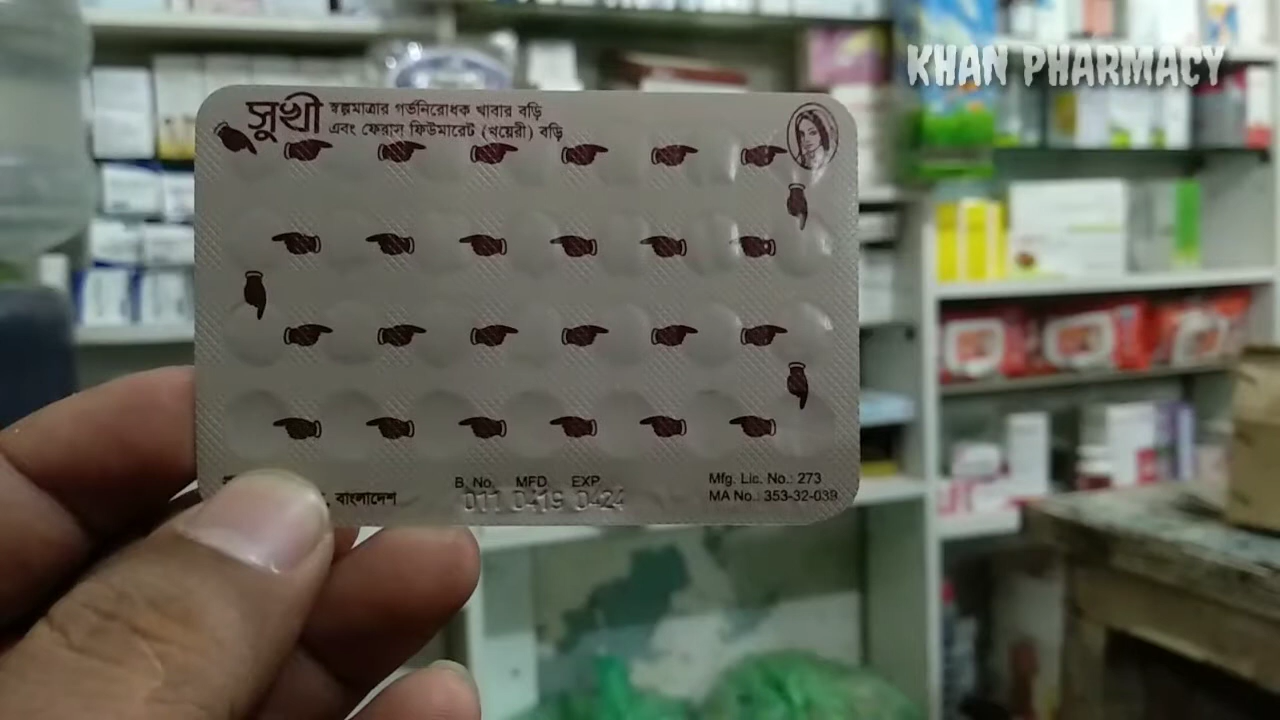 KHAN PHARMACY
সুখী
স্বল্পমাত্রার গর্ভনিরোধক খাবার বড়ি
এবং ফেরাস ফিউমারেট (খয়েরী) বড়ি
B. No. MFD EXP.
011 0419 0424
Mfg. Lic. No.: 273
MA No.: 353-32-039
বাংলাদেশ